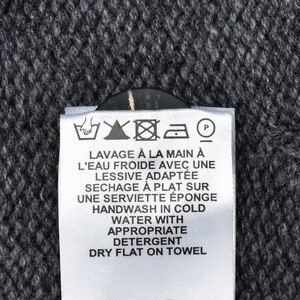 P
LAVAGE À LA MAIN À
L'EAU FROIDE AVEC UNE
LESSIVE ADAPTÉE
SECHAGE À PLAT SUR
UNE SERVIETTE ÉPONGE
HANDWASH IN COLD
WATER WITH
APPROPRIATE
DETERGENT
DRY FLAT ON TOWEL